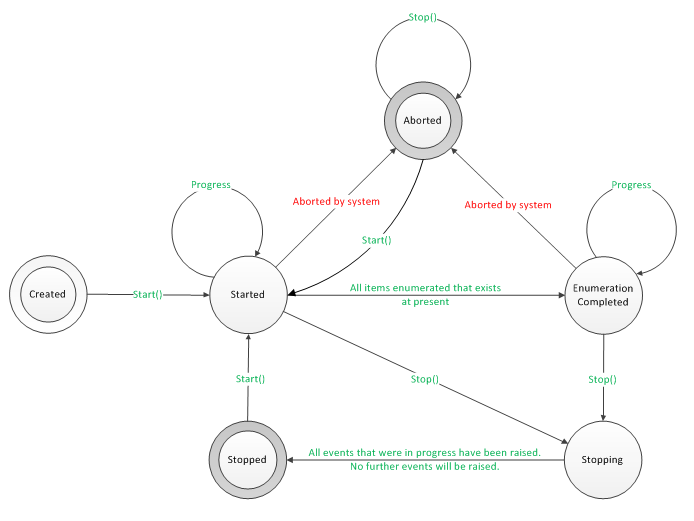 Stop()
Aborted
Progress
Progress
Aborted by system
Aborted by system
Start()
Created
Start()
Started
All items enumerated that exists
at present
Enumeration
Completed
Start()
Stop()
Stop()
Stopped
All events that were in progress have been raised.
No further events will be raised.
Stopping